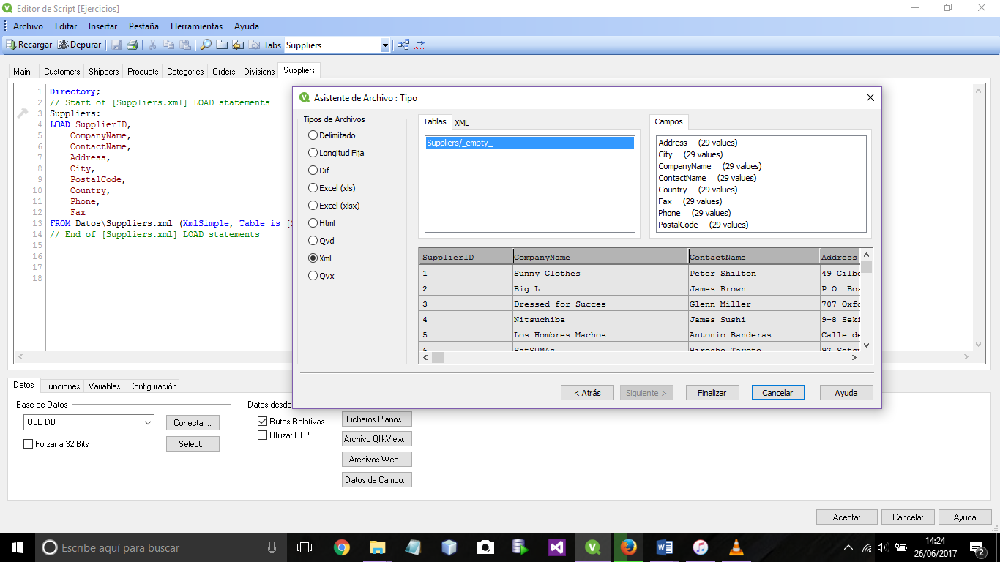 Editor de Script [Ejercicios]
Archivo Editar Insertar Pestaña Herramientas Ayuda
Recargar Depurar Tabs Suppliers
Main Customers Shippers Products Categories Orders Divisions Suppliers
1 Directory;
2 // Start of [Suppliers.xml] LOAD statements
3 Suppliers:
4 LOAD SupplierID,
5 CompanyName,
6 ContactName,
7 Address,
8 City,
9 PostalCode,
10 Country,
11 Phone,
12 Fax
13 FROM Datos\Suppliers.xml (XmlSimple, Table is [
14 // End of [Suppliers.xml] LOAD statements
15
16
17
18
Asistente de Archivo : Tipo
Tipos de Archivos
Delimitado
Longitud Fija
Dif
Excel (xls)
Excel (xlsx)
Html
Qvd
Xml
Qvx
Tablas XML
Suppliers/_empty_
Campos
Address (29 values)
City (29 values)
CompanyName (29 values)
ContactName (29 values)
Country (29 values)
Fax (29 values)
Phone (29 values)
PostalCode (29 values)
SupplierID CompanyName ContactName Address
1 Sunny Clothes Peter Shilton 49 Gilbe
2 Big L James Brown P.O. Box
3 Dressed for Succes Glenn Miller 707 Oxfo
4 Nitsuchiba James Sushi 9-8 Seki
5 Los Hombres Machos Antonio Banderas Calle de
6 SatSUMAs Hirosho Tayoto 92 Setsu
< Atrás Siguiente > Finalizar Cancelar Ayuda
Datos Funciones Variables Configuración
Base de Datos
OLE DB
Conectar...
Forzar a 32 Bits
Select...
Datos desde
Rutas Relativas
Utilizar FTP
Ficheros Planos...
Archivo QlikView...
Archivos Web...
Datos de Campo...
Aceptar Cancelar Ayuda
Escribe aquí para buscar
14:24
26/06/2017
2